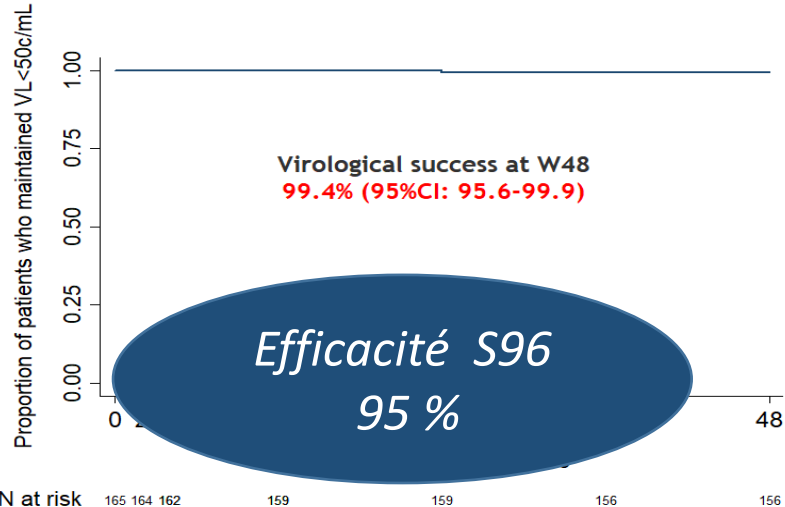 Proportion of patients who maintained VL<50c/mL
1.00
0.75
0.50
0.25
0.00
Virological success at W48
99.4% (95%CI: 95.6-99.9)
Efficacité S96
95 %
0
48
N at risk 165 164 162 159 159 156 156